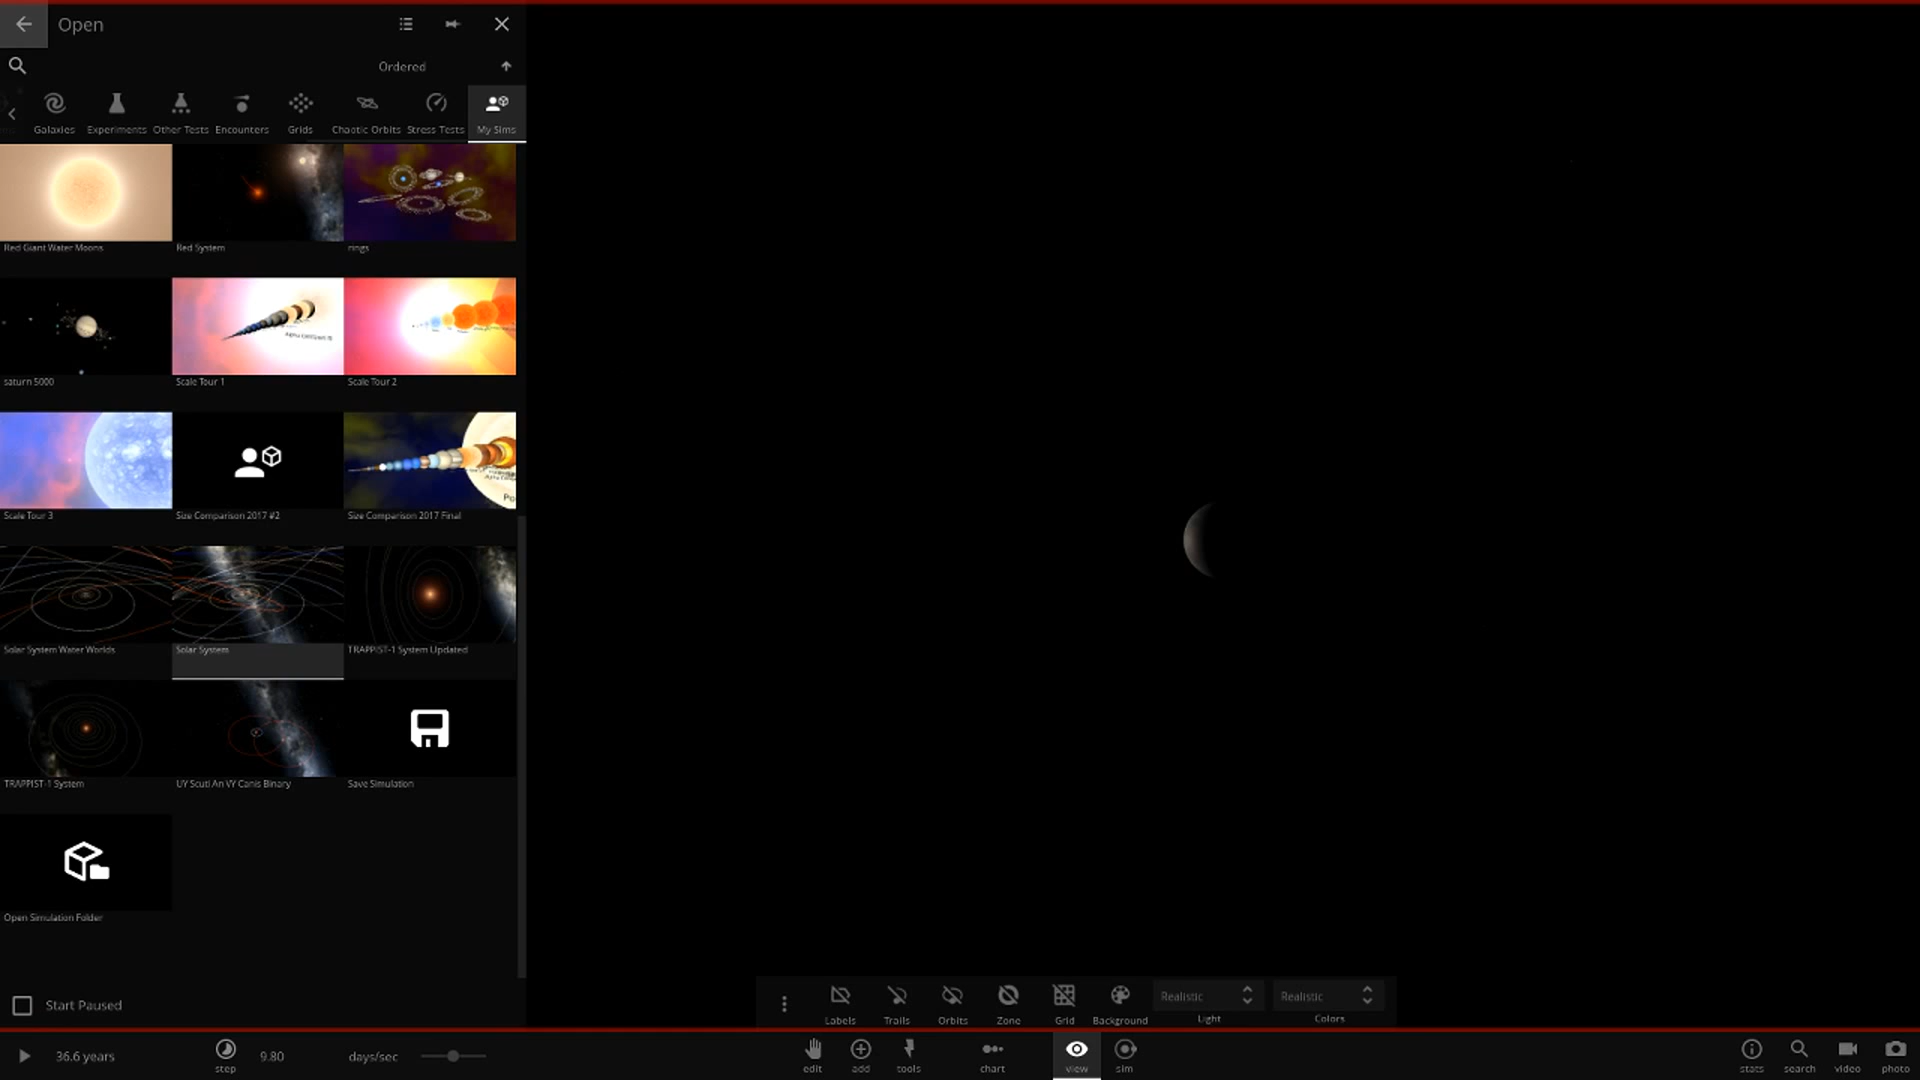 Open
Ordered
Galaxies
Experiments
Other Tests
Encounters
Grids
Chaotic Orbits
Stress Tests
My Sims
Red Giant Water Moons
Red System
rings
saturn 5000
Scale Tour 1
Scale Tour 2
Scale Tour 3
Size Comparison 2017 #2
Size Comparison 2017 Final
Solar System Water Worlds
Solar System
TRAPPIST-1 System Updated
TRAPPIST-1 System
UY Scuti An VY Canis Binary
Save Simulation
Open Simulation Folder
Start Paused
Labels
Trails
Orbits
Zone
Grid
Background
Realistic
Light
Realistic
Colors
36.6 years
step
9.80
days/sec
edit
add
tools
chart
view
sim
stats
search
video
photo